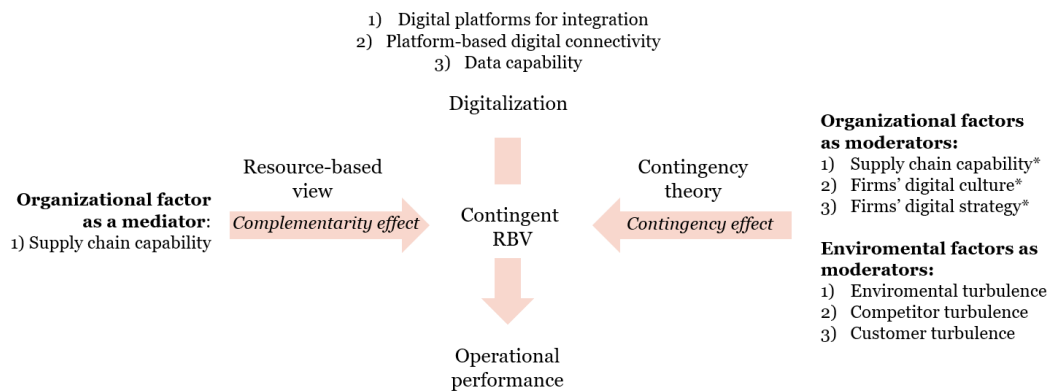 1) Digital platforms for integration
2) Platform-based digital connectivity
3) Data capability
Digitalization
Organizational factor
as a mediator:
1) Supply chain capability
Resource-based
view
Complementarity effect
Contingent
RBV
Contingency
theory
Contingency effect
Organizational factors
as moderators:
1) Supply chain capability*
2) Firms’ digital culture*
3) Firms’ digital strategy*
Enviromental factors as
moderators:
1) Enviromental turbulence
2) Competitor turbulence
3) Customer turbulence
Operational
performance